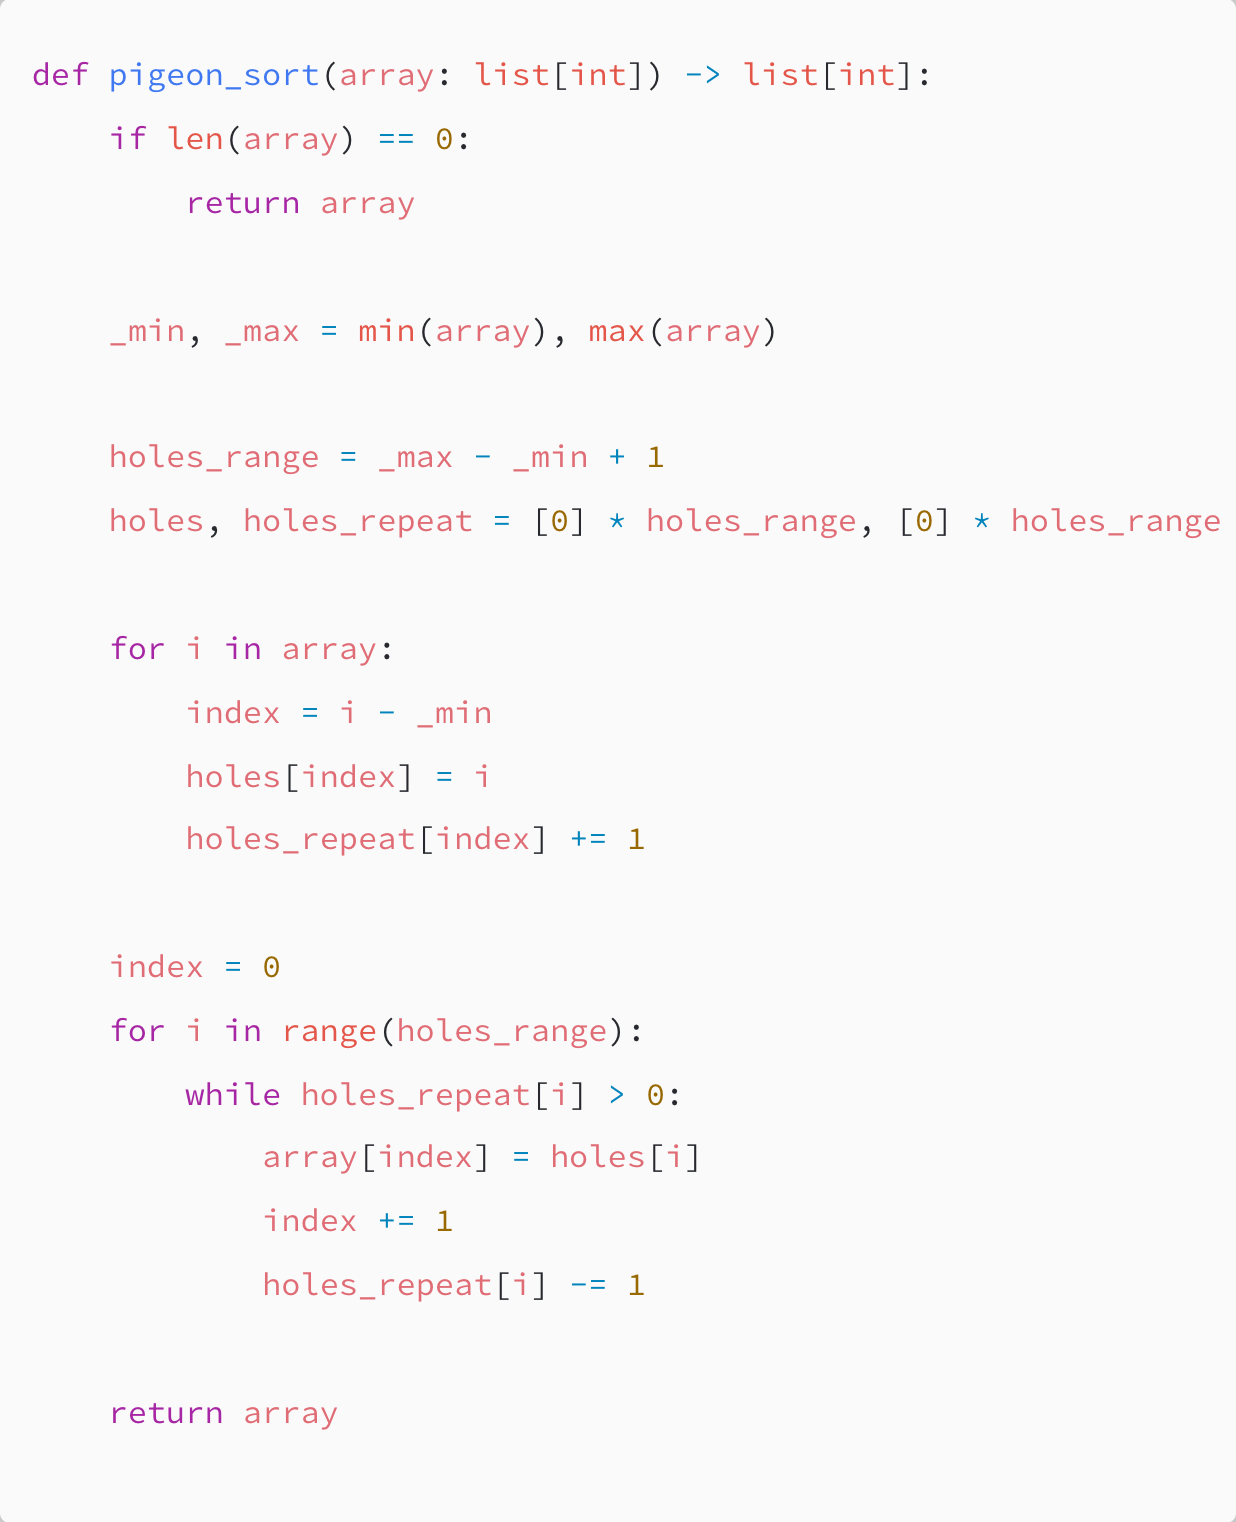 def pigeon_sort(array: list[int]) -> list[int]:
    if len(array) == 0:
        return array

    _min, _max = min(array), max(array)

    holes_range = _max - _min + 1
    holes, holes_repeat = [0] * holes_range, [0] * holes_range

    for i in array:
        index = i - _min
        holes[index] = i
        holes_repeat[index] += 1

    index = 0
    for i in range(holes_range):
        while holes_repeat[i] > 0:
            array[index] = holes[i]
            index += 1
            holes_repeat[i] -= 1

    return array